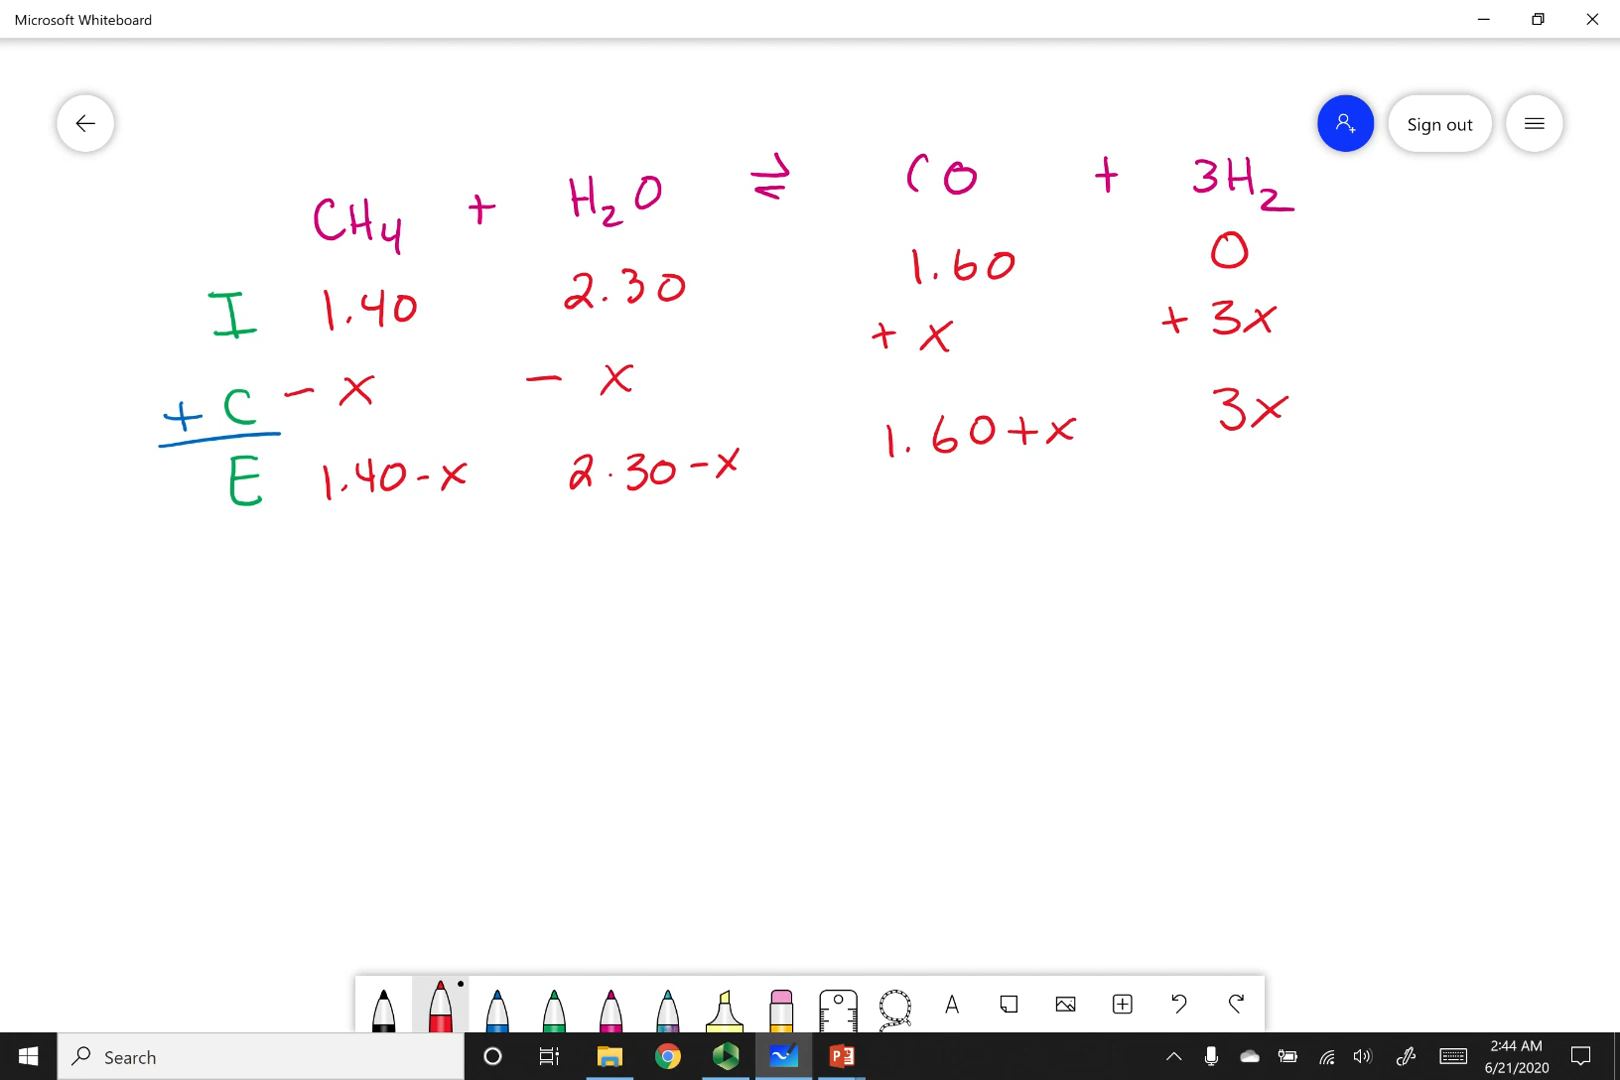 Microsoft Whiteboard
Sign out
CH₄ + H₂O ⇌ CO + 3H₂
I 1.40 2.30 1.60 0
+ C - x - x + x + 3x
E 1.40-x 2.30-x 1.60+x 3x
A
Search
2:44 AM
6/21/2020